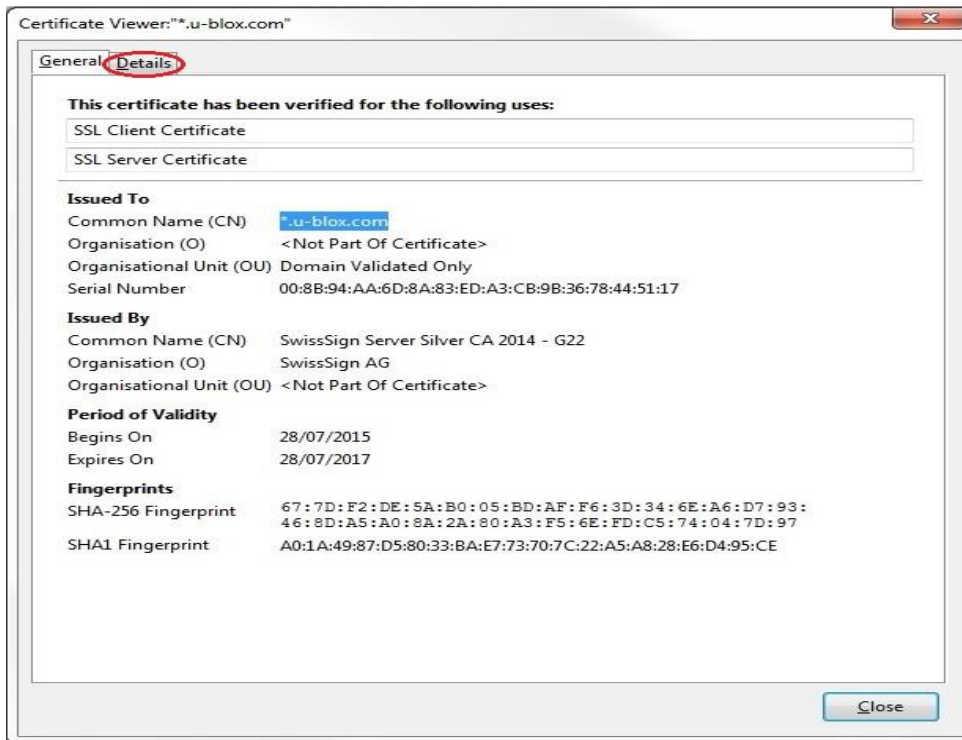 Certificate Viewer:"*.u-blox.com"
General Details
This certificate has been verified for the following uses:
SSL Client Certificate
SSL Server Certificate
Issued To
Common Name (CN) *.u-blox.com
Organisation (O) <Not Part Of Certificate>
Organisational Unit (OU) Domain Validated Only
Serial Number 00:8B:94:AA:6D:8A:83:ED:A3:CB:9B:36:78:44:51:17
Issued By
Common Name (CN) SwissSign Server Silver CA 2014 - G22
Organisation (O) SwissSign AG
Organisational Unit (OU) <Not Part Of Certificate>
Period of Validity
Begins On 28/07/2015
Expires On 28/07/2017
Fingerprints
SHA-256 Fingerprint 67:7D:F2:DE:5A:B0:05:BD:AF:F6:3D:34:6E:A6:D7:93:
46:8D:A5:A0:8A:2A:80:A3:F5:6E:FD:C5:74:04:7D:97
SHA1 Fingerprint A0:1A:49:87:D5:80:33:BA:E7:73:70:7C:22:A5:A8:28:E6:D4:95:CE
Close